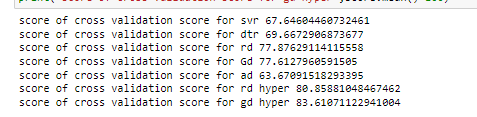 score of cross validation score for svr 67.64604460732461
score of cross validation score for dtr 69.6672906873677
score of cross validation score for rd 77.87629114115558
score of cross validation score for Gd 77.6127960591505
score of cross validation score for ad 63.67091518293395
score of cross validation score for rd hyper 80.85881048467462
score of cross validation score for gd hyper 83.61071122941004